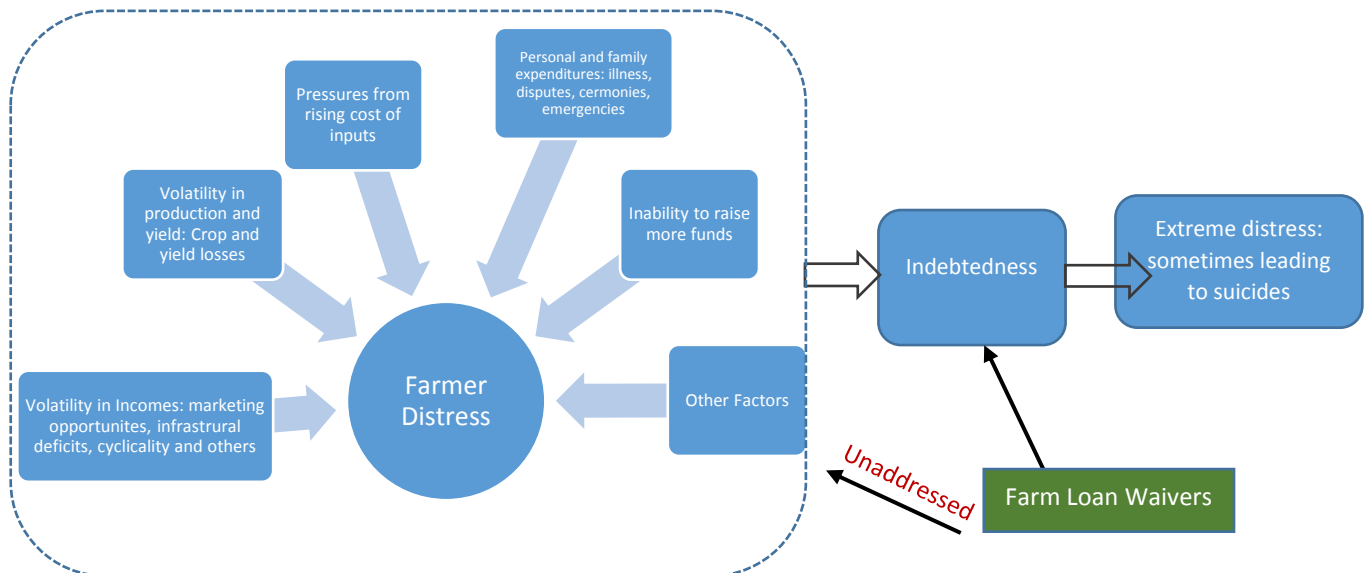 Personal and family
expenditures: illness,
disputes, cermonies,
emergencies
Pressures from
rising cost of
inputs
Volatility in
production and
yield: Crop and
yield losses
Inability to raise
more funds
Volatility in Incomes: marketing
opportunites, infrastrural
deficits, cyclicality and others
Farmer
Distress
Other Factors
Indebtedness
Extreme distress:
sometimes leading
to suicides
Unaddressed
Farm Loan Waivers